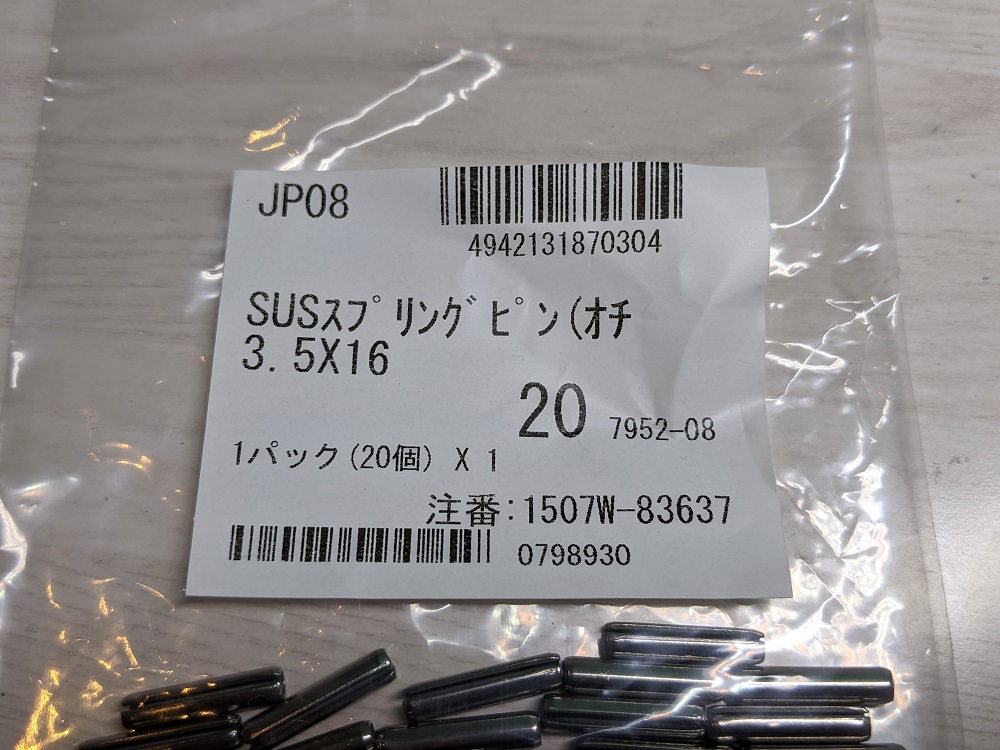 JP08
4942131870304
SUSｽﾌﾟﾘﾝｸﾞﾋﾟﾝ(ｵﾁ
3.5X16
20 7952-08
1パック(20個) X 1
注番:1507W-83637
0798930